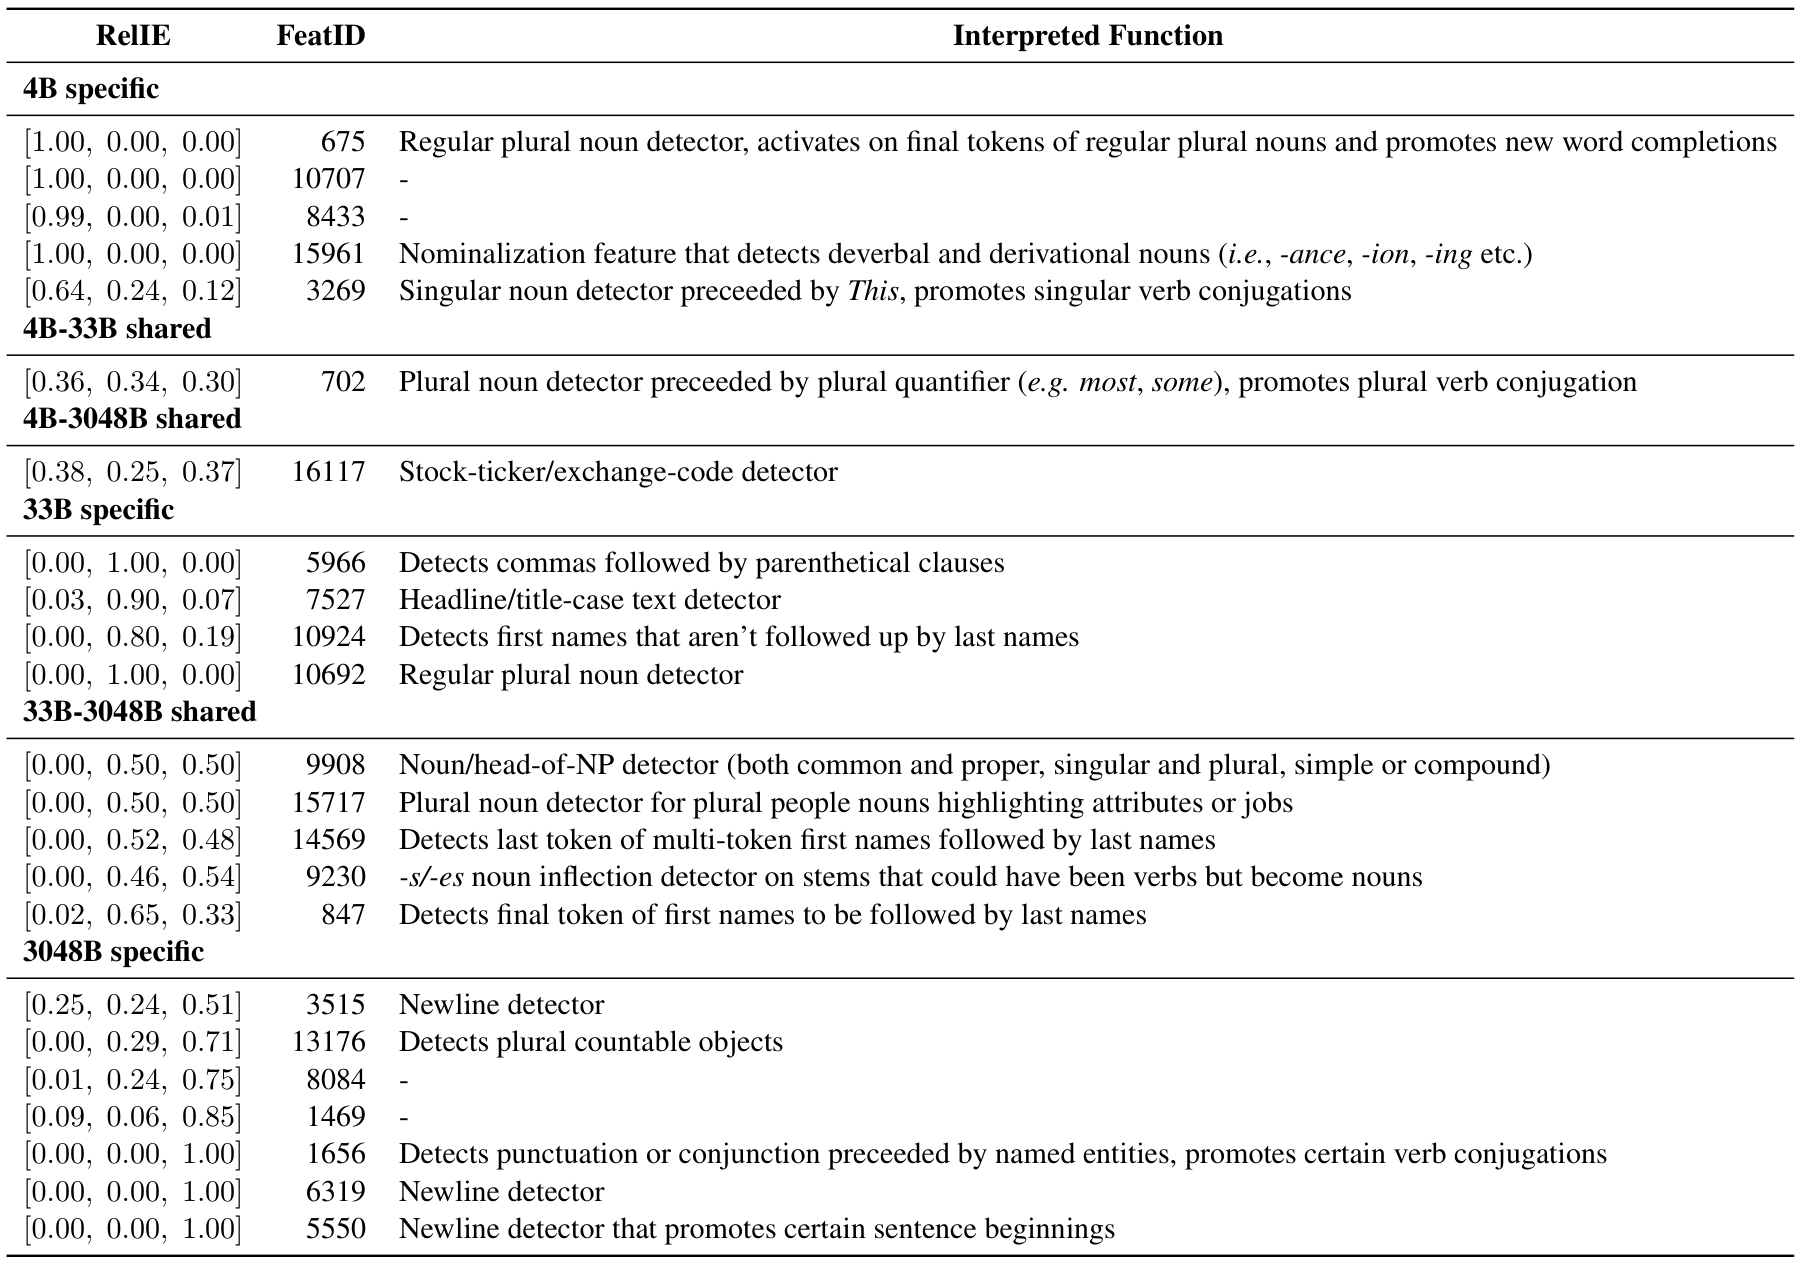 RelIE FeatID Interpreted Function
4B specific
[1.00, 0.00, 0.00] 675 Regular plural noun detector, activates on final tokens of regular plural nouns and promotes new word completions
[1.00, 0.00, 0.00] 10707 -
[0.99, 0.00, 0.01] 8433 -
[1.00, 0.00, 0.00] 15961 Nominalization feature that detects deverbal and derivational nouns (i.e., -ance, -ion, -ing etc.)
[0.64, 0.24, 0.12] 3269 Singular noun detector preceeded by This, promotes singular verb conjugations
4B-33B shared
[0.36, 0.34, 0.30] 702 Plural noun detector preceeded by plural quantifier (e.g. most, some), promotes plural verb conjugation
4B-3048B shared
[0.38, 0.25, 0.37] 16117 Stock-ticker/exchange-code detector
33B specific
[0.00, 1.00, 0.00] 5966 Detects commas followed by parenthetical clauses
[0.03, 0.90, 0.07] 7527 Headline/title-case text detector
[0.00, 0.80, 0.19] 10924 Detects first names that aren’t followed up by last names
[0.00, 1.00, 0.00] 10692 Regular plural noun detector
33B-3048B shared
[0.00, 0.50, 0.50] 9908 Noun/head-of-NP detector (both common and proper, singular and plural, simple or compound)
[0.00, 0.50, 0.50] 15717 Plural noun detector for plural people nouns highlighting attributes or jobs
[0.00, 0.52, 0.48] 14569 Detects last token of multi-token first names followed by last names
[0.00, 0.46, 0.54] 9230 -s/-es noun inflection detector on stems that could have been verbs but become nouns
[0.02, 0.65, 0.33] 847 Detects final token of first names to be followed by last names
3048B specific
[0.25, 0.24, 0.51] 3515 Newline detector
[0.00, 0.29, 0.71] 13176 Detects plural countable objects
[0.01, 0.24, 0.75] 8084 -
[0.09, 0.06, 0.85] 1469 -
[0.00, 0.00, 1.00] 1656 Detects punctuation or conjunction preceeded by named entities, promotes certain verb conjugations
[0.00, 0.00, 1.00] 6319 Newline detector
[0.00, 0.00, 1.00] 5550 Newline detector that promotes certain sentence beginnings